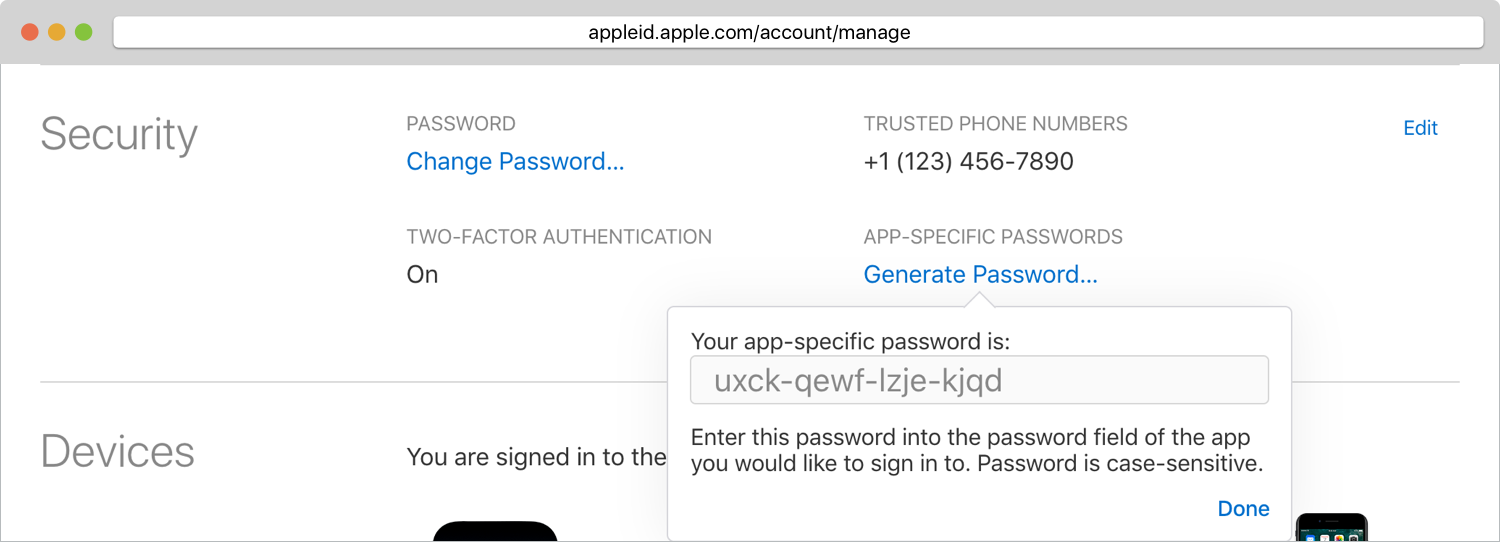 appleid.apple.com/account/manage
Security
PASSWORD
Change Password...
TRUSTED PHONE NUMBERS
+1 (123) 456-7890
Edit
TWO-FACTOR AUTHENTICATION
On
APP-SPECIFIC PASSWORDS
Generate Password...
Your app-specific password is:
uxck-qewf-lzje-kjqd
Enter this password into the password field of the app
you would like to sign in to. Password is case-sensitive.
Done
Devices
You are signed in to the